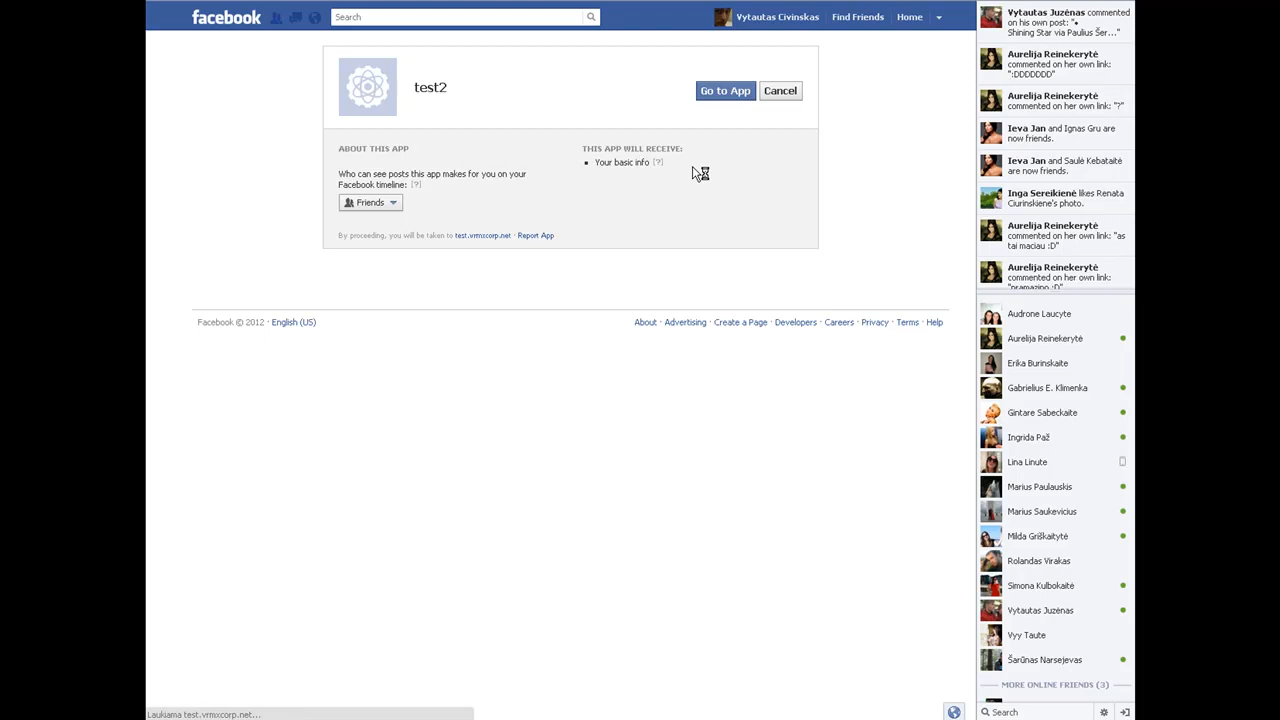 facebook
Search
Vytautas Civinskas
Find Friends
Home
test2
Go to App
Cancel
ABOUT THIS APP
Who can see posts this app makes for you on your
Facebook timeline: [?]
Friends
THIS APP WILL RECEIVE:
Your basic info [?]
By proceeding, you will be taken to test.vrmxcorp.net · Report App
Facebook © 2012 · English (US)
About · Advertising · Create a Page · Developers · Careers · Privacy · Terms · Help
Vytautas Juzėnas commented
on his own post: "♦
Shining Star via Paulius Šer..."
Aurelija Reinekerytė
commented on her own link:
":DDDDDDD"
Aurelija Reinekerytė
commented on her own link: "?"
Ieva Jan and Ignas Gru are
now friends.
Ieva Jan and Saulė Kebataitė
are now friends.
Inga Sereikienė likes Renata
Ciurinskiene's photo.
Aurelija Reinekerytė
commented on her own link: "as
tai maciau :D"
Aurelija Reinekerytė
commented on her own link:
"pramazino :D"
Audrone Laucyte
Aurelija Reinekerytė
Erika Burinskaite
Gabrielius E. Klimenka
Gintare Sabeckaite
Ingrida Paž
Lina Linute
Marius Paulauskis
Marius Saukevicius
Milda Griškaitytė
Rolandas Virakas
Simona Kulbokaitė
Vytautas Juzėnas
Vyy Taute
Šarūnas Narsejevas
MORE ONLINE FRIENDS (3)
Search
Laukiama test.vrmxcorp.net...